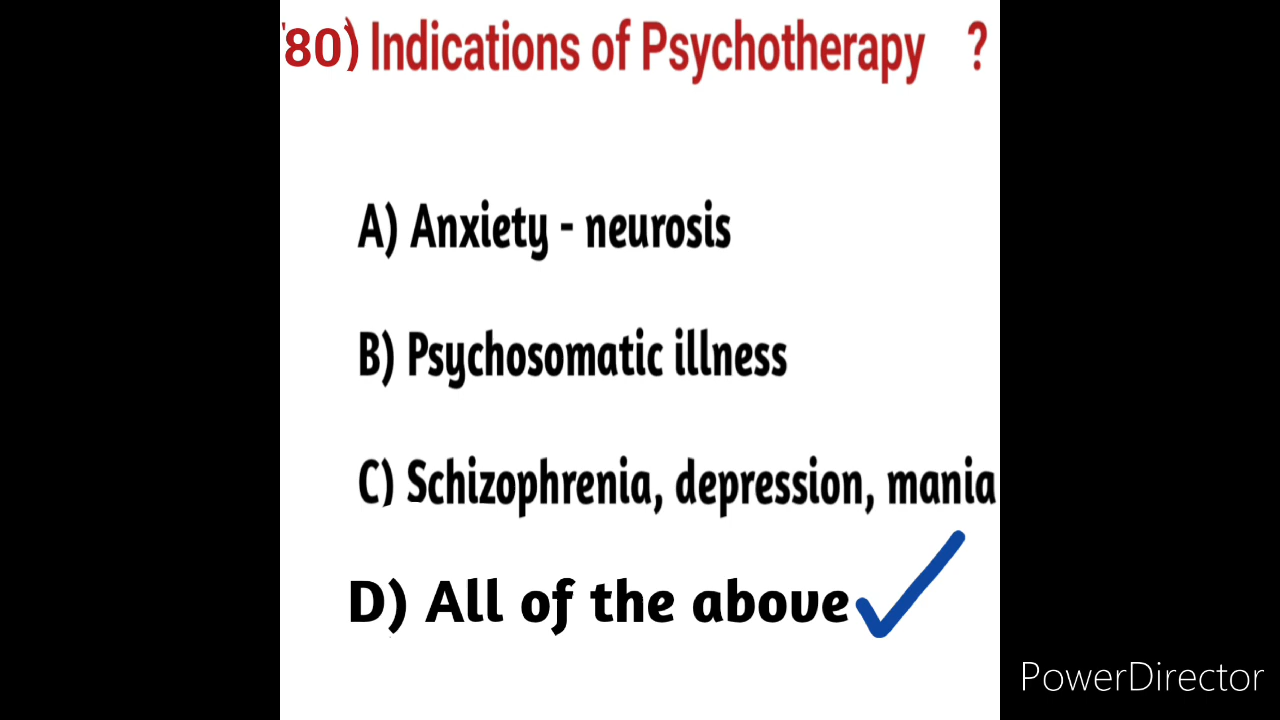 80) Indications of Psychotherapy ?
A) Anxiety - neurosis
B) Psychosomatic illness
C) Schizophrenia, depression, mania
D) All of the above
PowerDirector